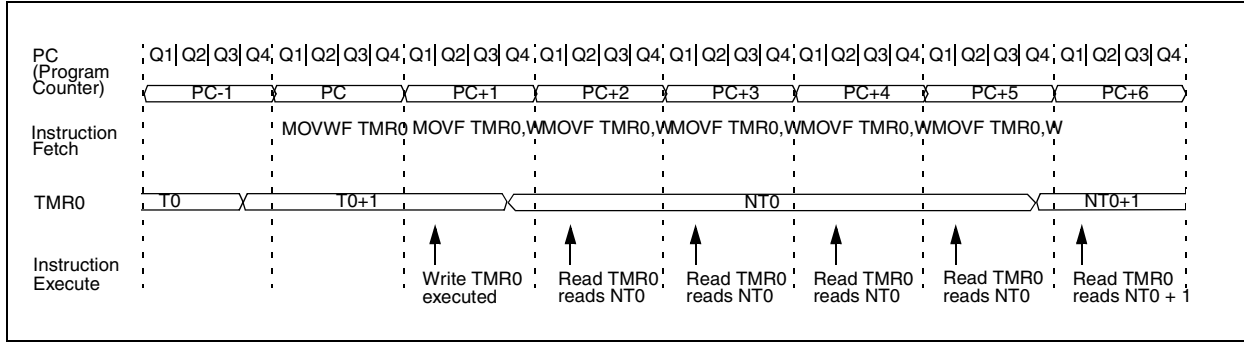 PC
(Program
Counter)
Q1 Q2 Q3 Q4 Q1 Q2 Q3 Q4 Q1 Q2 Q3 Q4 Q1 Q2 Q3 Q4 Q1 Q2 Q3 Q4 Q1 Q2 Q3 Q4 Q1 Q2 Q3 Q4 Q1 Q2 Q3 Q4
PC-1 PC PC+1 PC+2 PC+3 PC+4 PC+5 PC+6
Instruction
Fetch
MOVWF TMR0 MOVF TMR0,W MOVF TMR0,W MOVF TMR0,W MOVF TMR0,W MOVF TMR0,W
TMR0
T0 T0+1 NT0 NT0+1
Instruction
Execute
Write TMR0
executed
Read TMR0
reads NT0
Read TMR0
reads NT0
Read TMR0
reads NT0
Read TMR0
reads NT0
Read TMR0
reads NT0 + 1